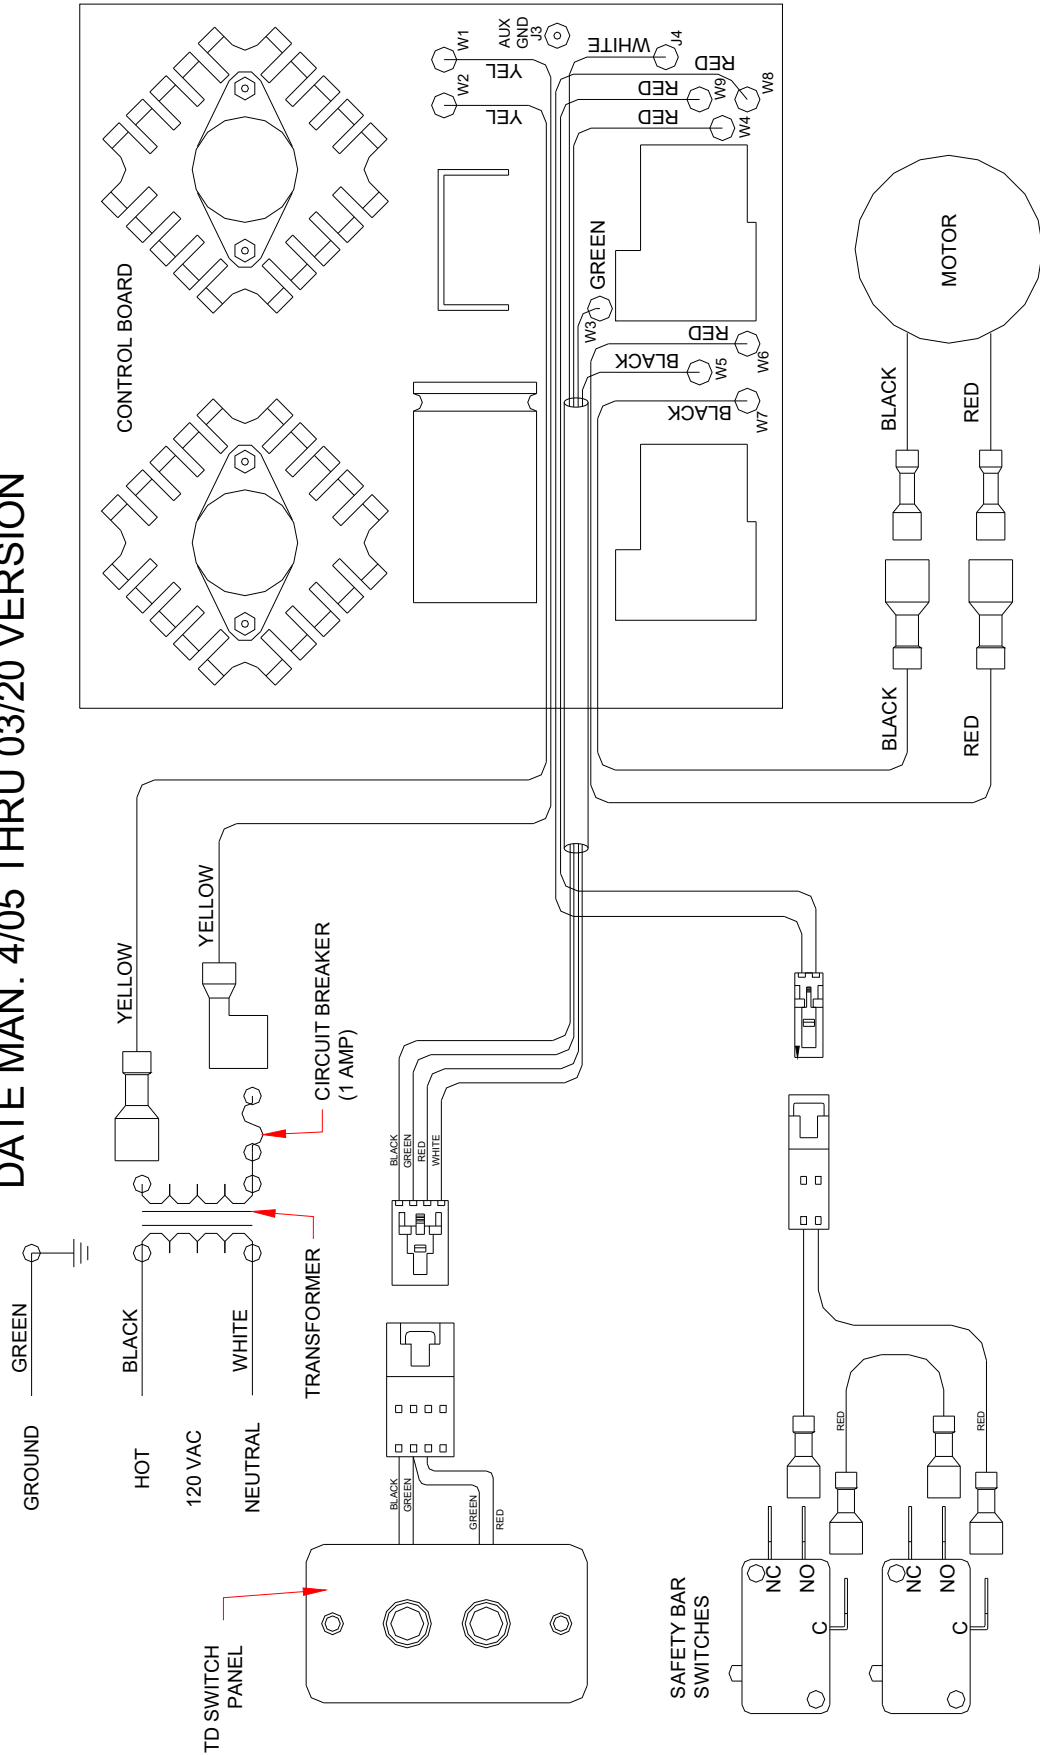 DATE MAN. 4/05 THRU 03/20 VERSION
GROUND
GREEN
HOT
BLACK
120 VAC
NEUTRAL
WHITE
TRANSFORMER
CIRCUIT BREAKER
(1 AMP)
YELLOW
YELLOW
CONTROL BOARD
W1
YEL
W2
YEL
AUX
GND
J3
WHITE
J4
RED
W8
RED
W9
RED
W4
W3
GREEN
RED
W6
BLACK
W5
BLACK
W7
TD SWITCH
PANEL
BLACK
GREEN
GREEN
RED
BLACK
GREEN
RED
WHITE
SAFETY BAR
SWITCHES
NC
NO
C
NC
NO
C
RED
RED
BLACK
RED
BLACK
RED
MOTOR